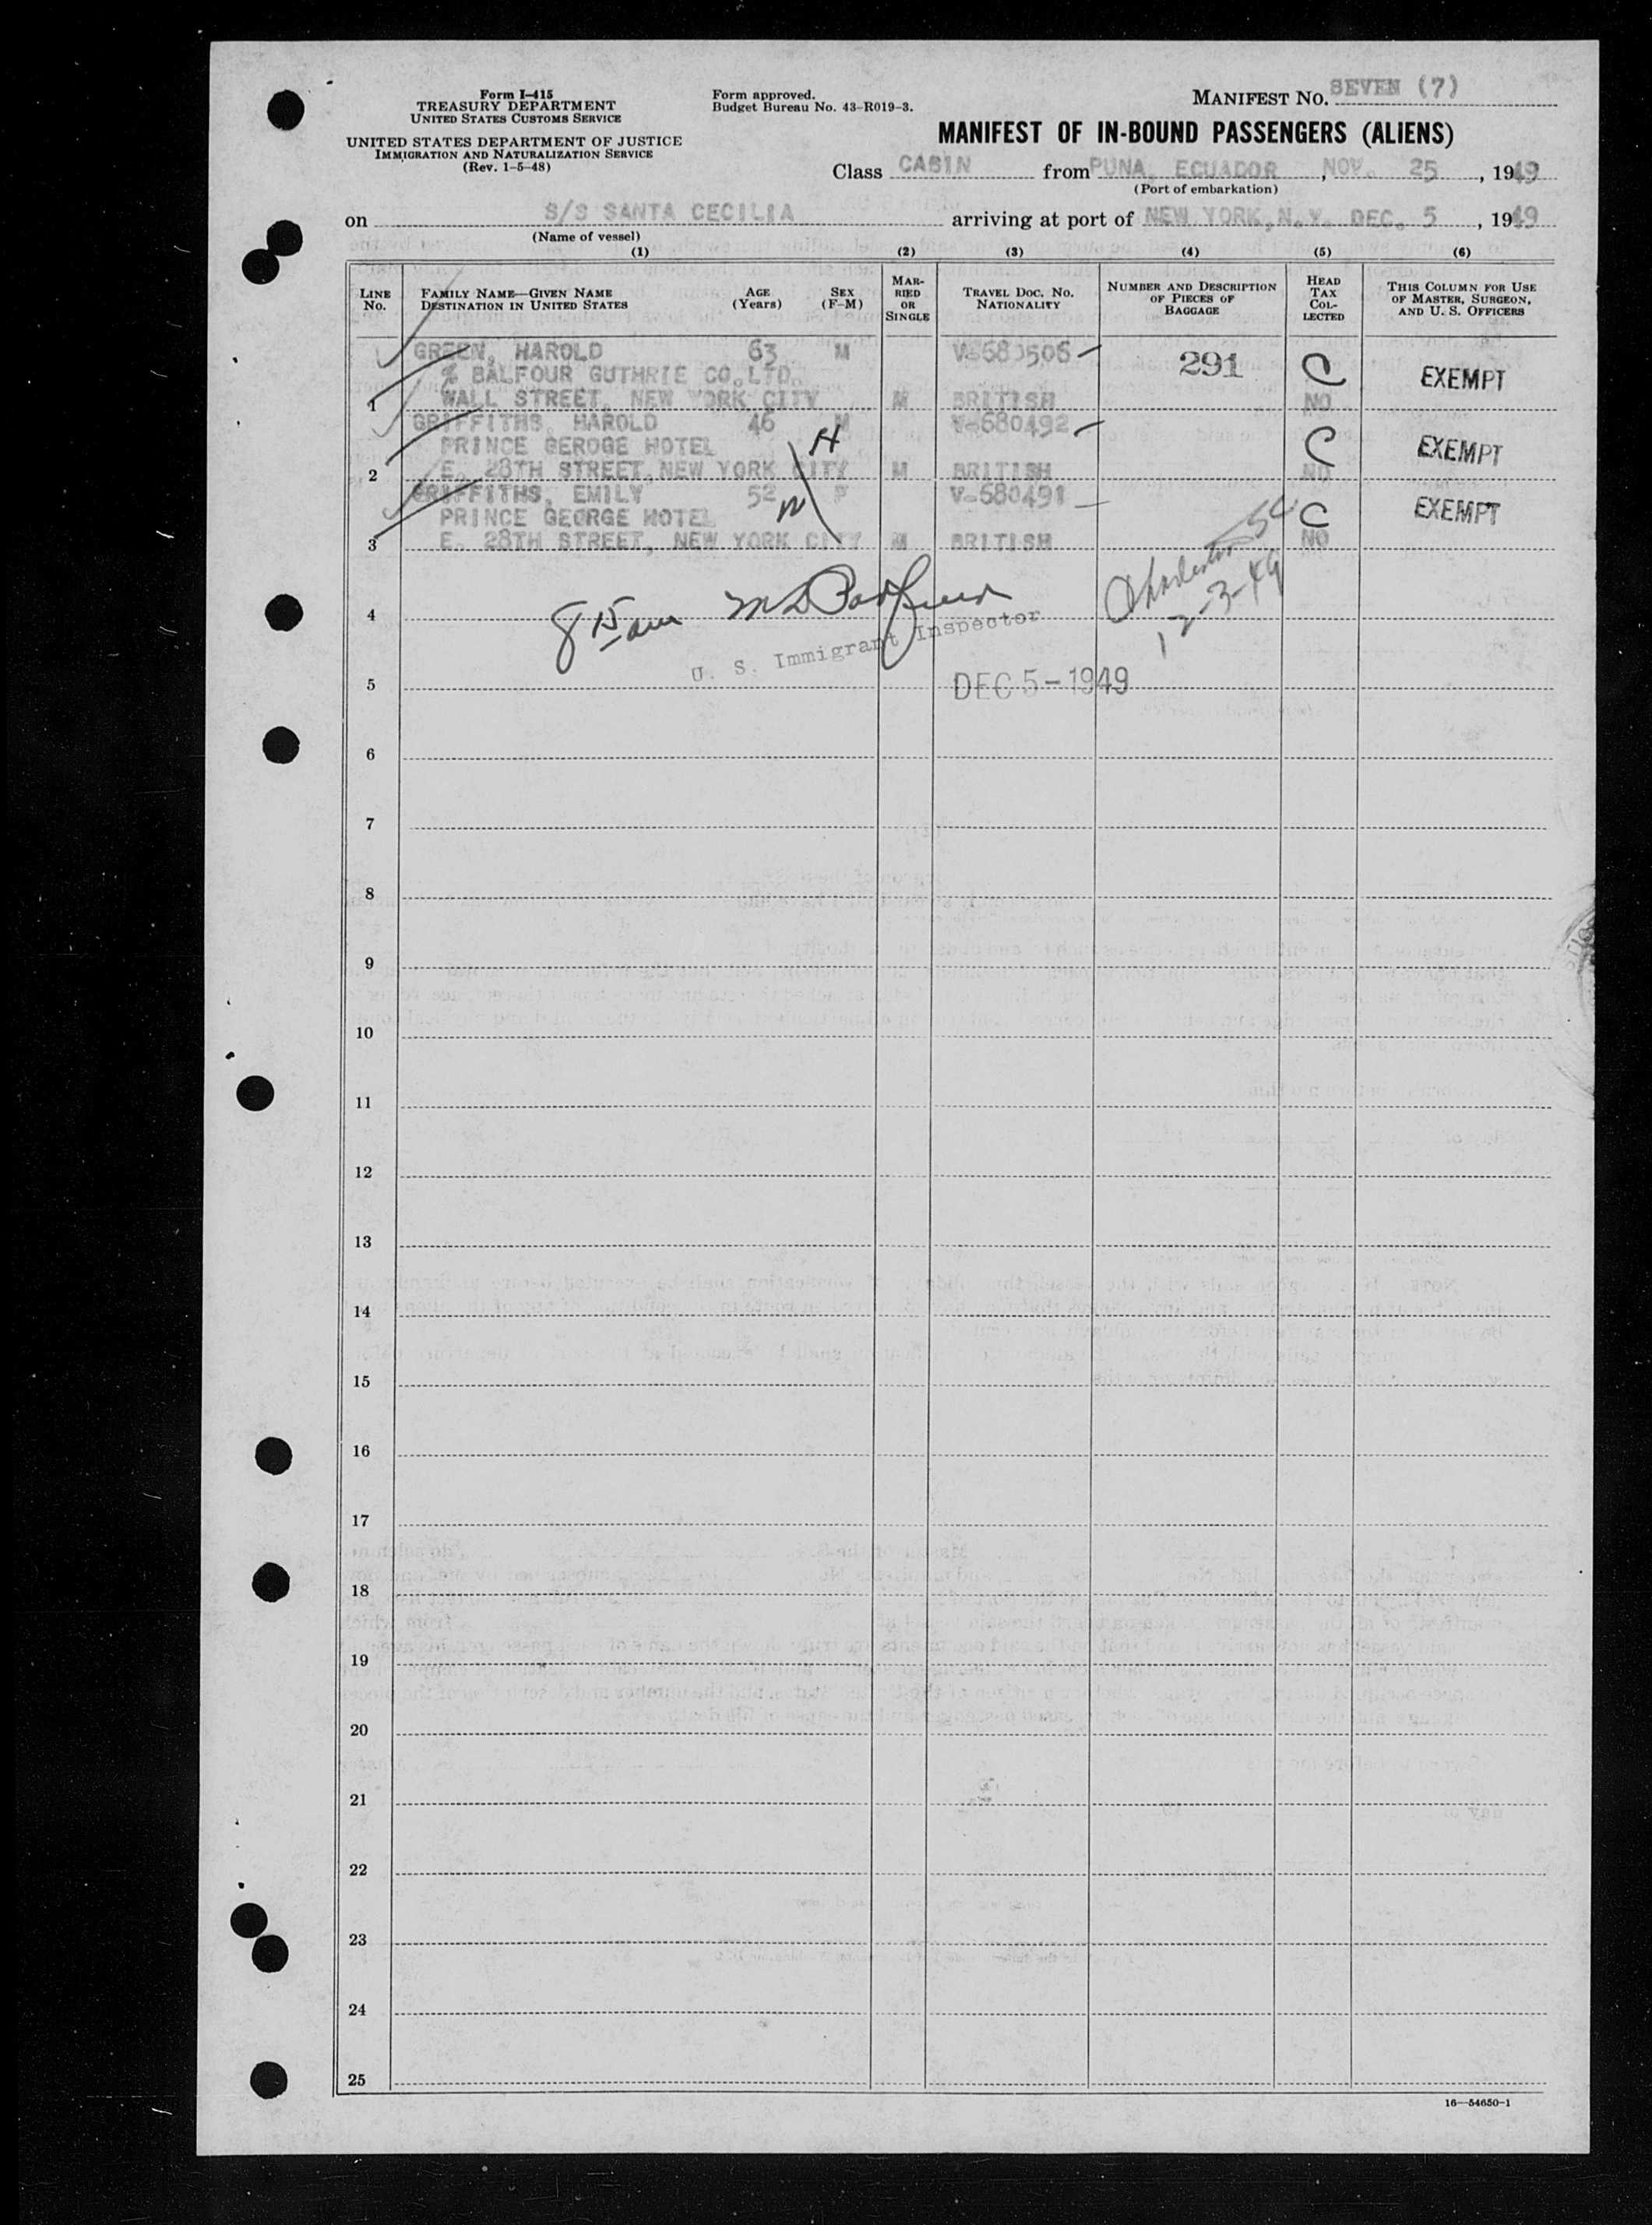 Form I-415
TREASURY DEPARTMENT
UNITED STATES CUSTOMS SERVICE
UNITED STATES DEPARTMENT OF JUSTICE
IMMIGRATION AND NATURALIZATION SERVICE
(Rev. 1-5-48)
Form approved.
Budget Bureau No. 43-R019-3.
MANIFEST NO. SEVEN (7)
MANIFEST OF IN-BOUND PASSENGERS (ALIENS)
Class CABIN from PUNA, ECUADOR, NOV. 25, 1949
(Port of embarkation)
on S/S SANTA CECILIA arriving at port of NEW YORK, N.Y. DEC. 5, 1949
(Name of vessel)
(1) (2) (3) (4) (5) (6)
LINE No.
FAMILY NAME—GIVEN NAME
DESTINATION IN UNITED STATES
AGE (Years)
SEX (F-M)
MARRIED OR SINGLE
TRAVEL DOC. NO.
NATIONALITY
NUMBER AND DESCRIPTION OF PIECES OF BAGGAGE
HEAD TAX COLLECTED
THIS COLUMN FOR USE OF MASTER, SURGEON, AND U. S. OFFICERS
GREEN, HAROLD 63 M 291 C EXEMPT
% BALFOUR GUTHRIE CO. LTD.
1 WALL STREET, NEW YORK CITY M BRITISH NO
GRIFFITHS, HAROLD 46 M V-680492 C EXEMPT
PRINCE GEROGE HOTEL H
2 E. 28TH STREET, NEW YORK CITY M BRITISH NO
GRIFFITHS, EMILY 52 W F V-680491 C EXEMPT
PRINCE GEORGE HOTEL
3 E. 28TH STREET, NEW YORK CITY M BRITISH NO
Charleston SC
12-3-49
4
8 15 am
U. S. Immigrant Inspector
5
DEC 5-1949
6
7
8
9
10
11
12
13
14
15
16
17
18
19
20
21
22
23
24
25
16-54650-1